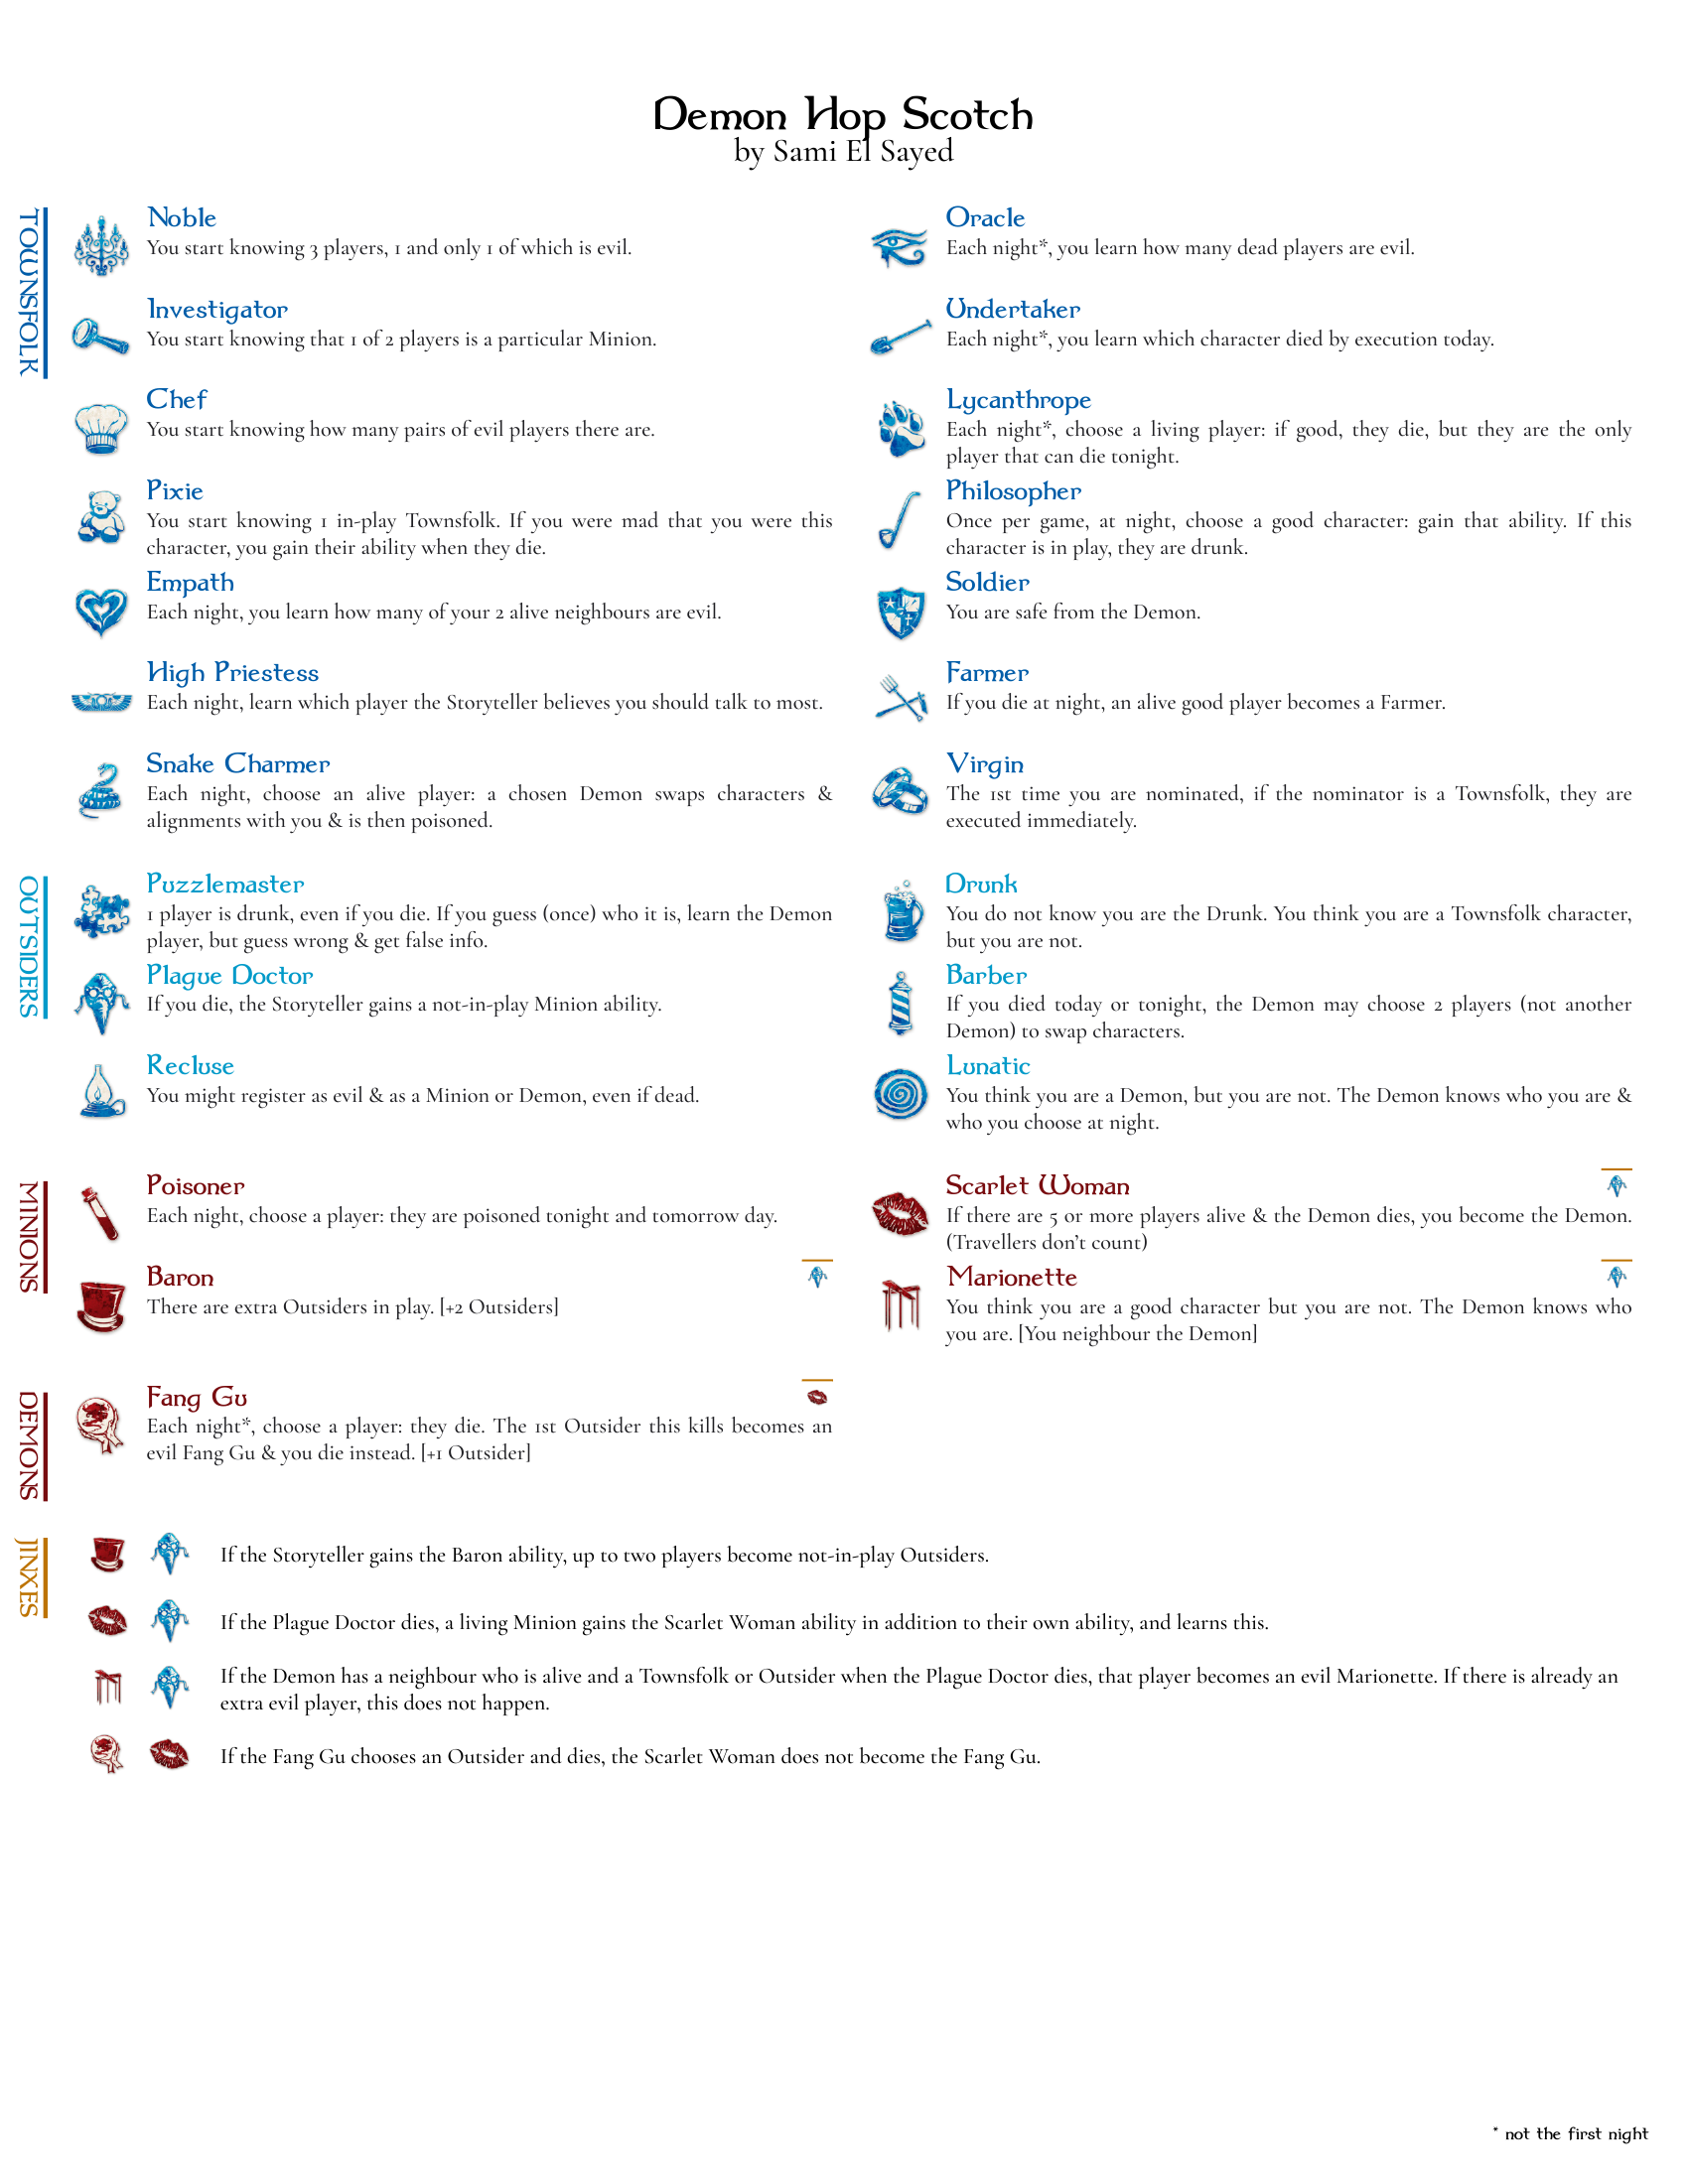 Demon Hop Scotch
by Sami El Sayed
TOWNSFOLK
Noble
You start knowing 3 players, 1 and only 1 of which is evil.
Investigator
You start knowing that 1 of 2 players is a particular Minion.
Chef
You start knowing how many pairs of evil players there are.
Pixie
You start knowing 1 in-play Townsfolk. If you were mad that you were this
character, you gain their ability when they die.
Empath
Each night, you learn how many of your 2 alive neighbours are evil.
High Priestess
Each night, learn which player the Storyteller believes you should talk to most.
Snake Charmer
Each night, choose an alive player: a chosen Demon swaps characters &
alignments with you & is then poisoned.
Oracle
Each night*, you learn how many dead players are evil.
Undertaker
Each night*, you learn which character died by execution today.
Lycanthrope
Each night*, choose a living player: if good, they die, but they are the only
player that can die tonight.
Philosopher
Once per game, at night, choose a good character: gain that ability. If this
character is in play, they are drunk.
Soldier
You are safe from the Demon.
Farmer
If you die at night, an alive good player becomes a Farmer.
Virgin
The 1st time you are nominated, if the nominator is a Townsfolk, they are
executed immediately.
OUTSIDERS
Puzzlemaster
1 player is drunk, even if you die. If you guess (once) who it is, learn the Demon
player, but guess wrong & get false info.
Plague Doctor
If you die, the Storyteller gains a not-in-play Minion ability.
Recluse
You might register as evil & as a Minion or Demon, even if dead.
Drunk
You do not know you are the Drunk. You think you are a Townsfolk character,
but you are not.
Barber
If you died today or tonight, the Demon may choose 2 players (not another
Demon) to swap characters.
Lunatic
You think you are a Demon, but you are not. The Demon knows who you are &
who you choose at night.
MINIONS
Poisoner
Each night, choose a player: they are poisoned tonight and tomorrow day.
Baron
There are extra Outsiders in play. [+2 Outsiders]
Scarlet Woman
If there are 5 or more players alive & the Demon dies, you become the Demon.
(Travellers don't count)
Marionette
You think you are a good character but you are not. The Demon knows who
you are. [You neighbour the Demon]
DEMONS
Fang Gu
Each night*, choose a player: they die. The 1st Outsider this kills becomes an
evil Fang Gu & you die instead. [+1 Outsider]
JINXES
If the Storyteller gains the Baron ability, up to two players become not-in-play Outsiders.
If the Plague Doctor dies, a living Minion gains the Scarlet Woman ability in addition to their own ability, and learns this.
If the Demon has a neighbour who is alive and a Townsfolk or Outsider when the Plague Doctor dies, that player becomes an evil Marionette. If there is already an
extra evil player, this does not happen.
If the Fang Gu chooses an Outsider and dies, the Scarlet Woman does not become the Fang Gu.
* not the first night